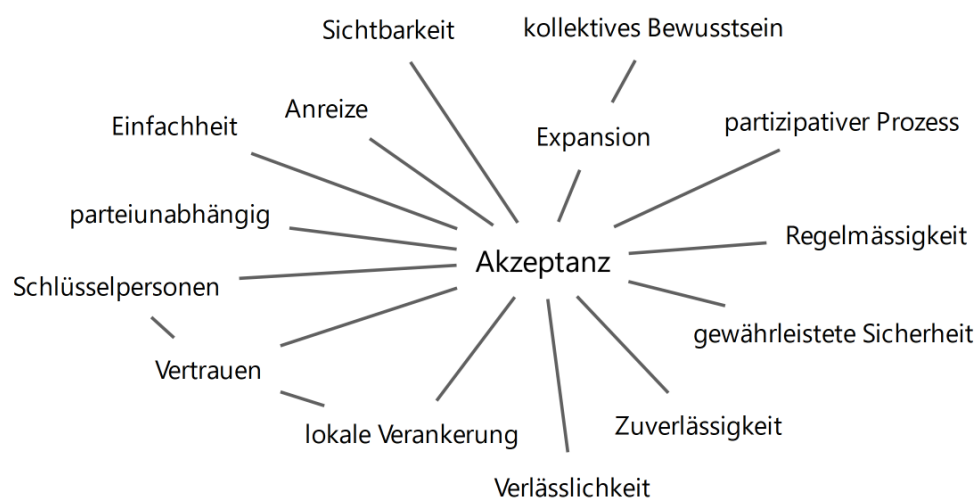 Sichtbarkeit
kollektives Bewusstsein
Anreize
Einfachheit
Expansion
partizipativer Prozess
parteiunabhängig
Regelmässigkeit
Akzeptanz
Schlüsselpersonen
gewährleistete Sicherheit
Vertrauen
lokale Verankerung
Zuverlässigkeit
Verlässlichkeit